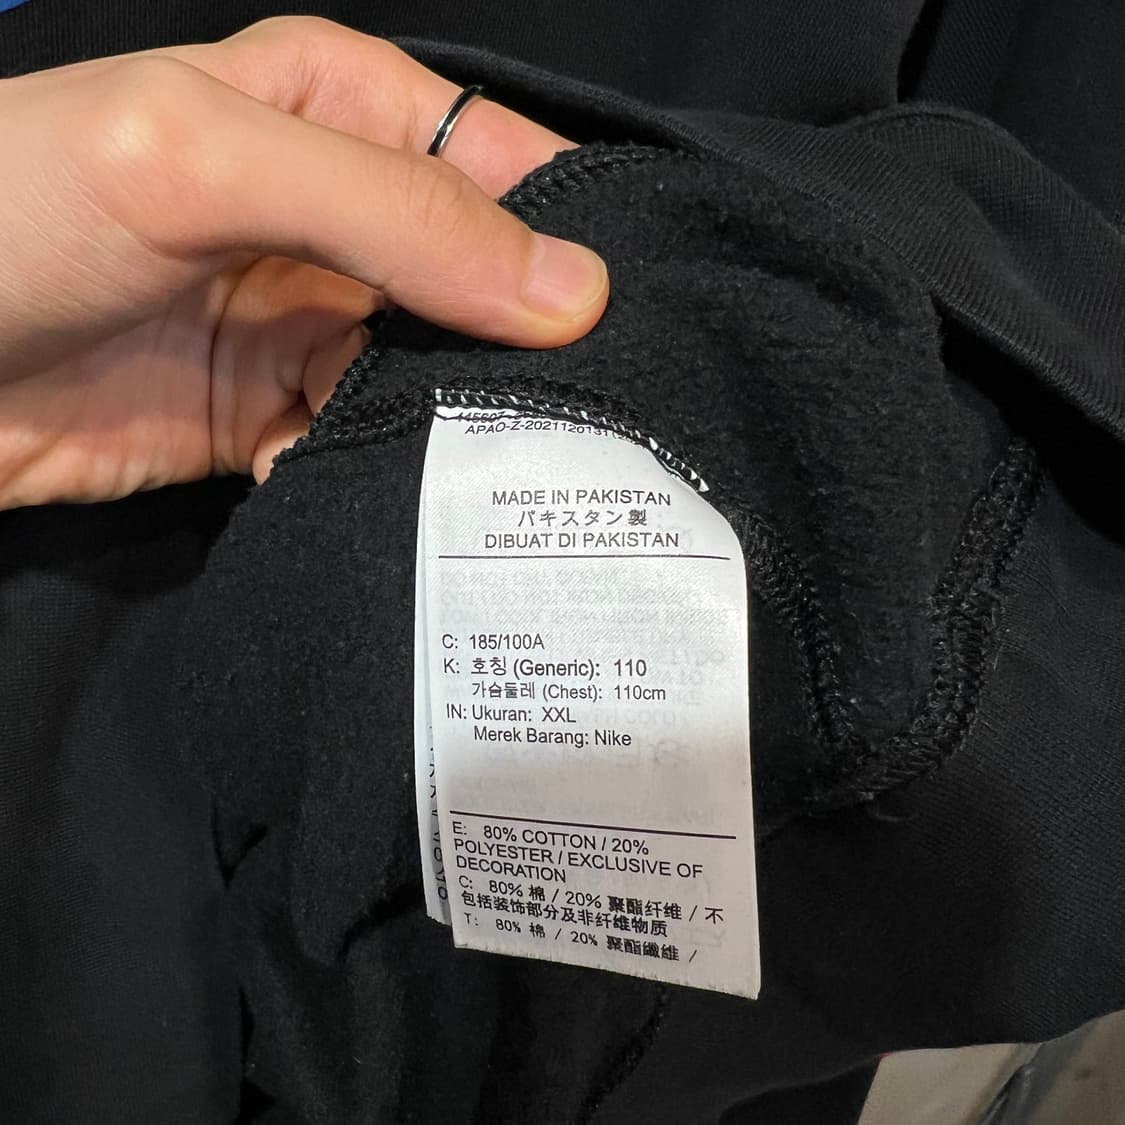 APAO-Z-2021120131
MADE IN PAKISTAN
パキスタン製
DIBUAT DI PAKISTAN
C: 185/100A
K: 호칭 (Generic): 110
가슴둘레 (Chest): 110cm
IN: Ukuran: XXL
Merek Barang: Nike
E: 80% COTTON / 20%
POLYESTER / EXCLUSIVE OF
DECORATION
C: 80% 棉 / 20% 聚酯纤维 / 不
包括装饰部分及非纤维物质
T: 80% 棉 / 20% 聚酯纖維 /